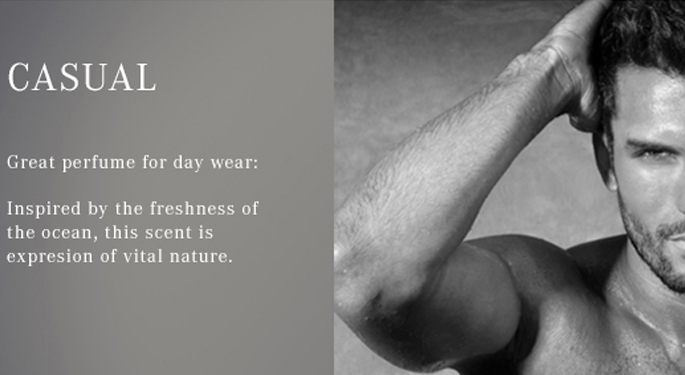 CASUAL
Great perfume for day wear:
Inspired by the freshness of
the ocean, this scent is
expresion of vital nature.